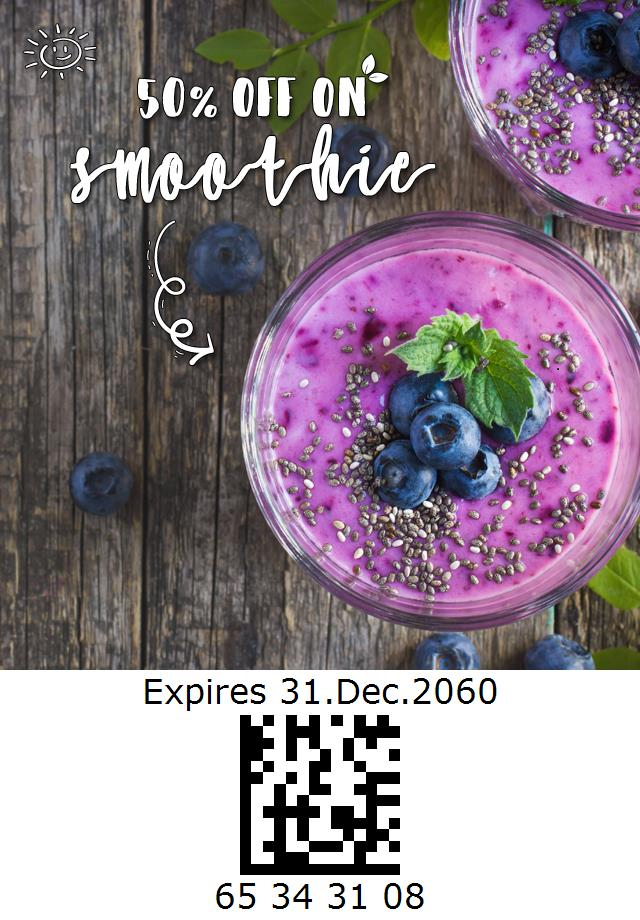 50% OFF ON
smoothie
Expires 31.Dec.2060
65 34 31 08